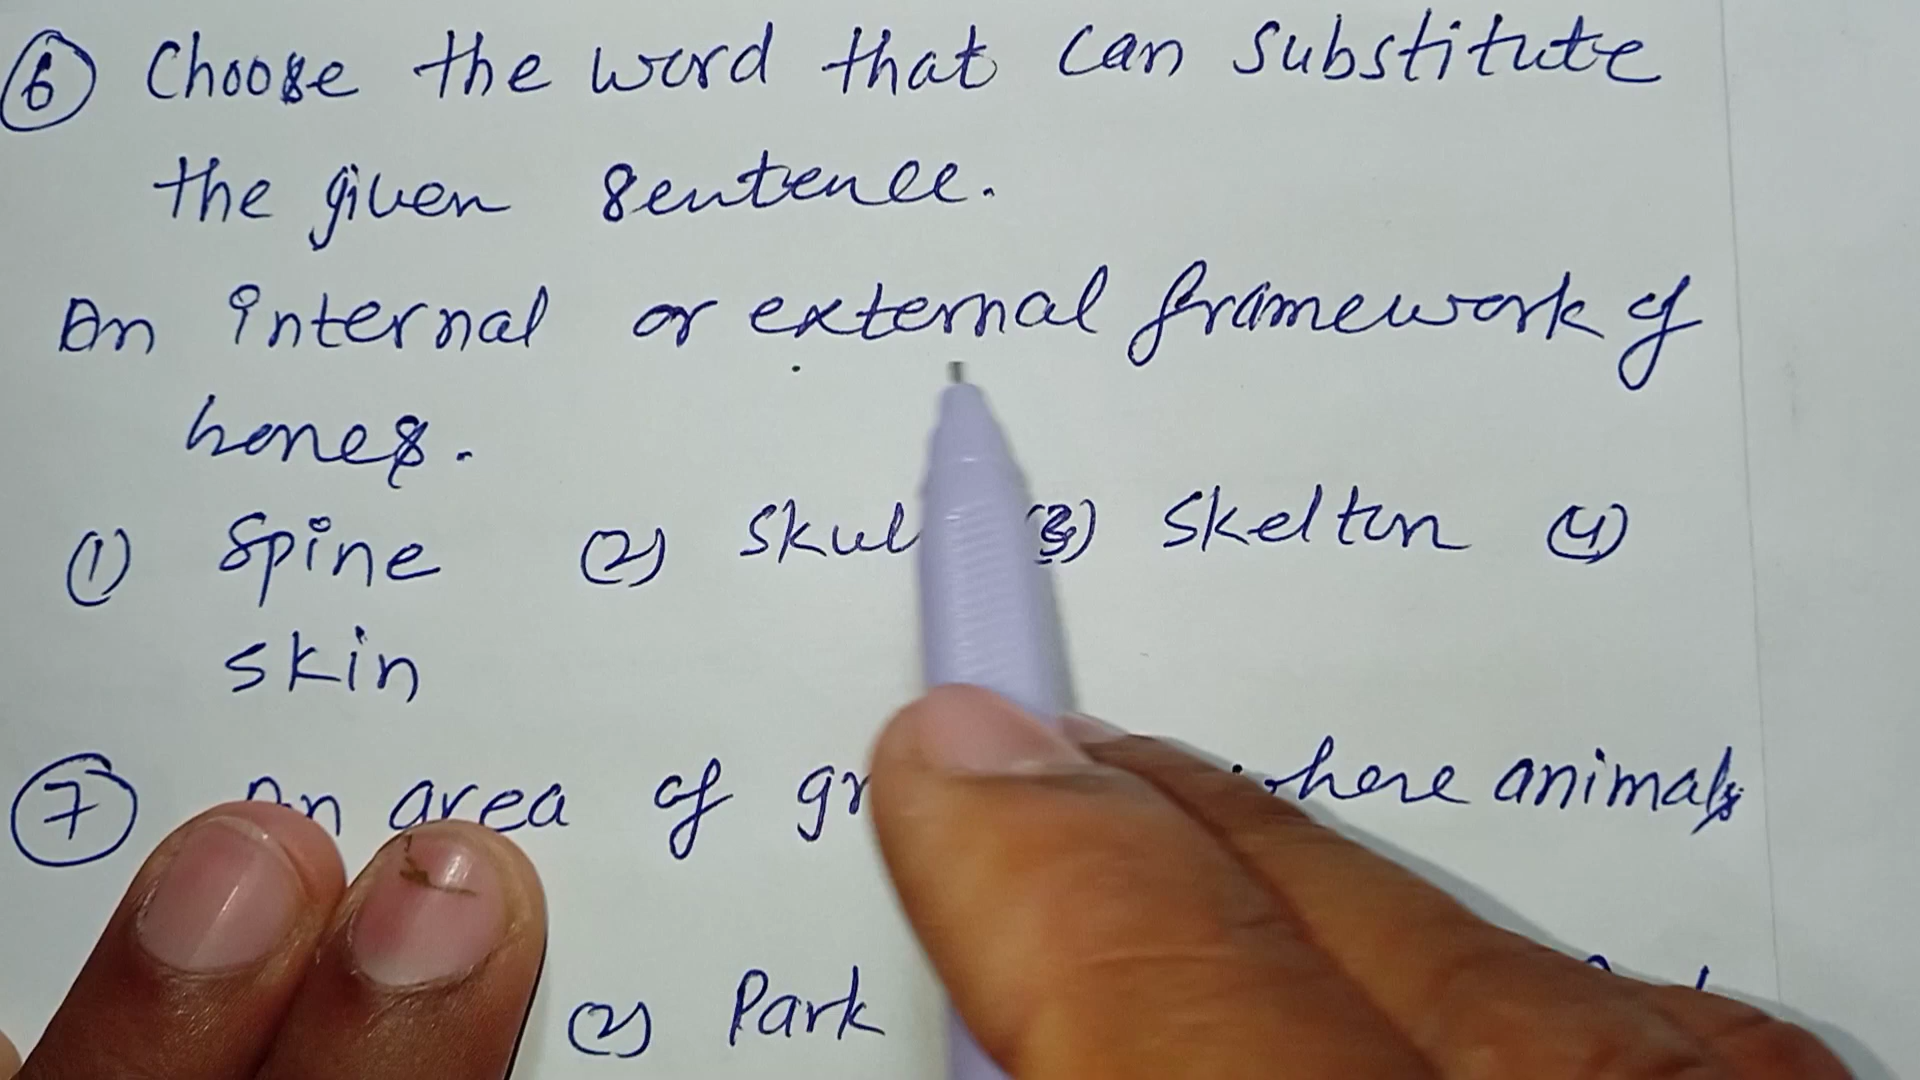 6 Choose the word that can substitute
the given sentence.
An internal or external framework of
bones.
(1) Spine (2) Skul (3) Skelton (4)
skin
7 An area of here animals
(2) Park